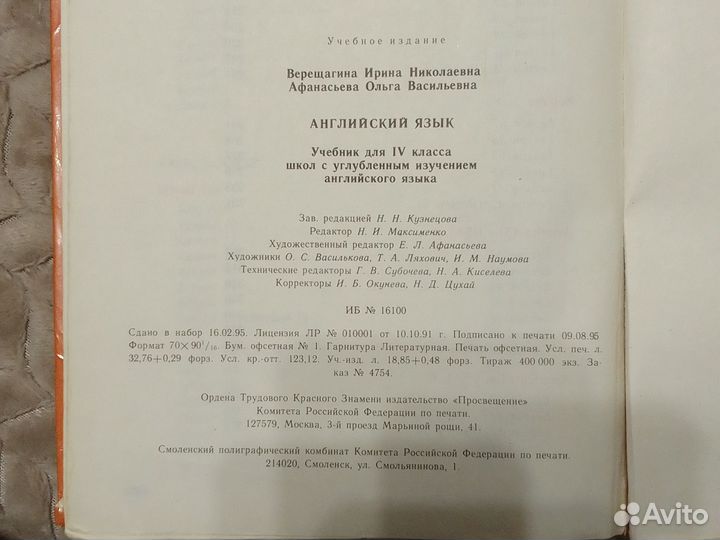 Учебное издание
Верещагина Ирина Николаевна
Афанасьева Ольга Васильевна
АНГЛИЙСКИЙ ЯЗЫК
Учебник для IV класса
школ с углубленным изучением
английского языка
Зав. редакцией Н. Н. Кузнецова
Редактор Н. И. Максименко
Художественный редактор Е. Л. Афанасьева
Художники О. С. Василькова, Т. А. Ляхович, И. М. Наумова
Технические редакторы Г. В. Субочева, Н. А. Киселева
Корректоры И. Б. Окунева, Н. Д. Цухай
ИБ № 16100
Сдано в набор 16.02.95. Лицензия ЛР № 010001 от 10.10.91 г. Подписано к печати 09.08.95
Формат 70×90¹/₁₆. Бум. офсетная № 1. Гарнитура Литературная. Печать офсетная. Усл. печ. л.
32,76+0,29 форз. Усл. кр.-отт. 123,12. Уч.-изд. л. 18,85+0,48 форз. Тираж 400 000 экз. За-
каз № 4754.
Ордена Трудового Красного Знамени издательство «Просвещение»
Комитета Российской Федерации по печати.
127579, Москва, 3-й проезд Марьиной рощи, 41.
Смоленский полиграфический комбинат Комитета Российской Федерации по печати.
214020, Смоленск, ул. Смольянинова, 1.
Avito